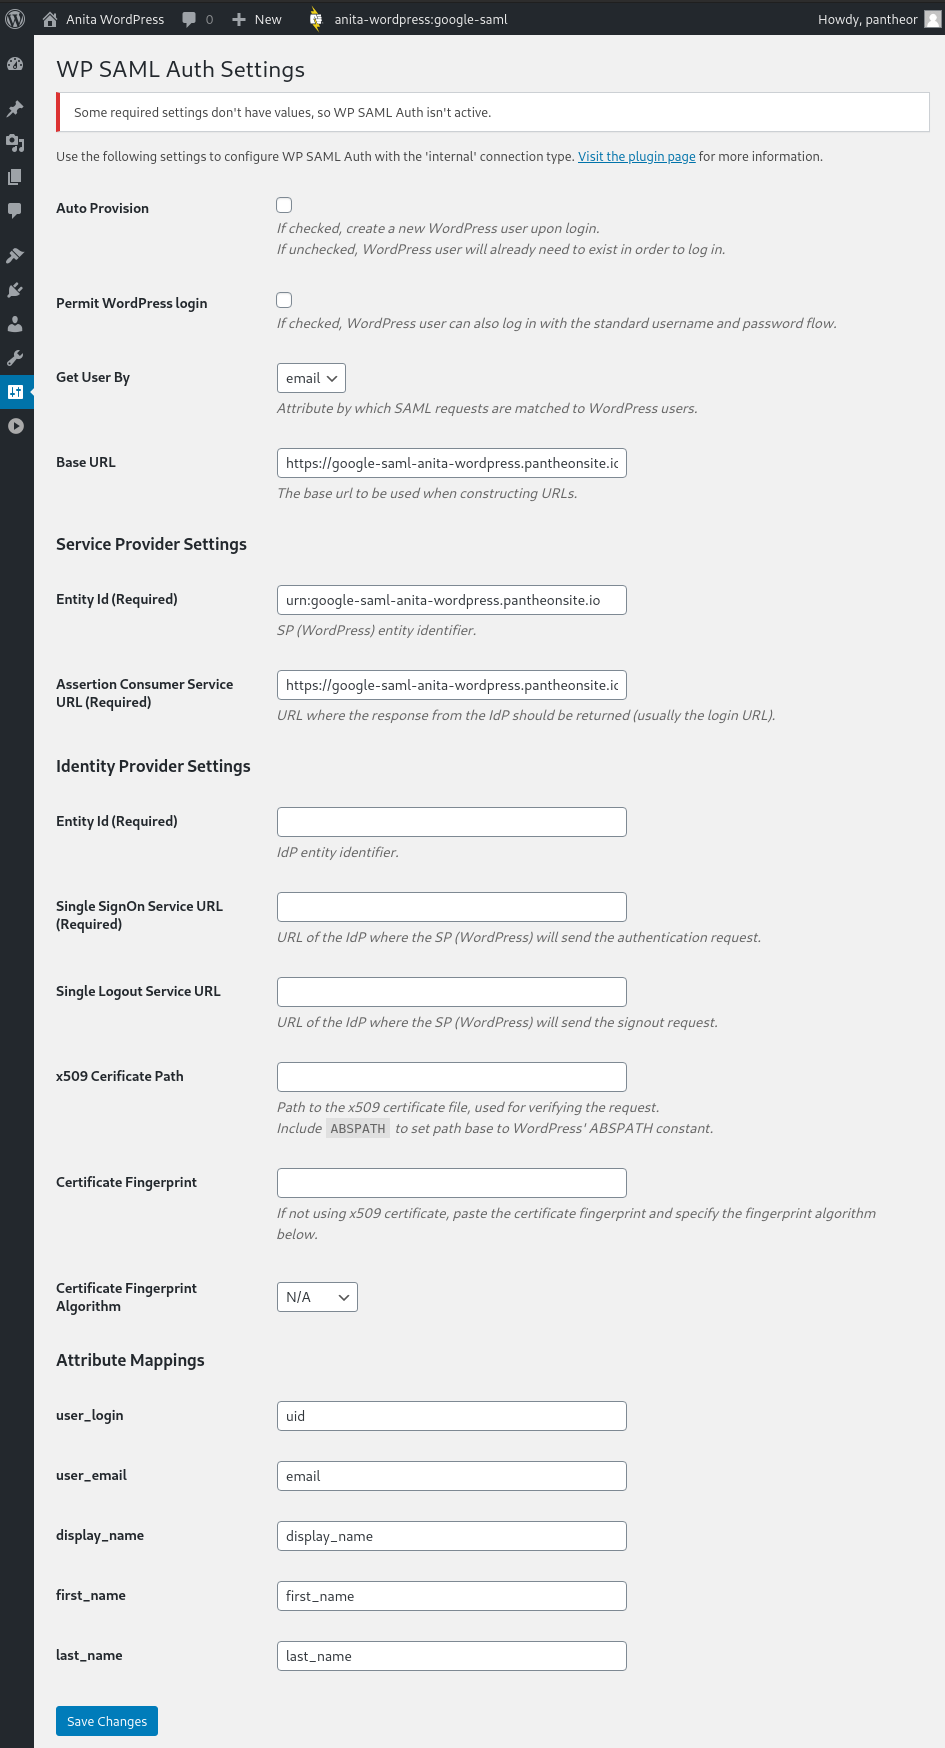 Anita WordPress 0 New anita-wordpress:google-saml Howdy, pantheor
WP SAML Auth Settings
Some required settings don't have values, so WP SAML Auth isn't active.
Use the following settings to configure WP SAML Auth with the 'internal' connection type. Visit the plugin page for more information.
Auto Provision
If checked, create a new WordPress user upon login.
If unchecked, WordPress user will already need to exist in order to log in.
Permit WordPress login
If checked, WordPress user can also log in with the standard username and password flow.
Get User By
email
Attribute by which SAML requests are matched to WordPress users.
Base URL
https://google-saml-anita-wordpress.pantheonsite.io
The base url to be used when constructing URLs.
Service Provider Settings
Entity Id (Required)
urn:google-saml-anita-wordpress.pantheonsite.io
SP (WordPress) entity identifier.
Assertion Consumer Service
URL (Required)
https://google-saml-anita-wordpress.pantheonsite.io
URL where the response from the IdP should be returned (usually the login URL).
Identity Provider Settings
Entity Id (Required)
IdP entity identifier.
Single SignOn Service URL
(Required)
URL of the IdP where the SP (WordPress) will send the authentication request.
Single Logout Service URL
URL of the IdP where the SP (WordPress) will send the signout request.
x509 Cerificate Path
Path to the x509 certificate file, used for verifying the request.
Include ABSPATH to set path base to WordPress' ABSPATH constant.
Certificate Fingerprint
If not using x509 certificate, paste the certificate fingerprint and specify the fingerprint algorithm
below.
Certificate Fingerprint
Algorithm
N/A
Attribute Mappings
user_login
uid
user_email
email
display_name
display_name
first_name
first_name
last_name
last_name
Save Changes